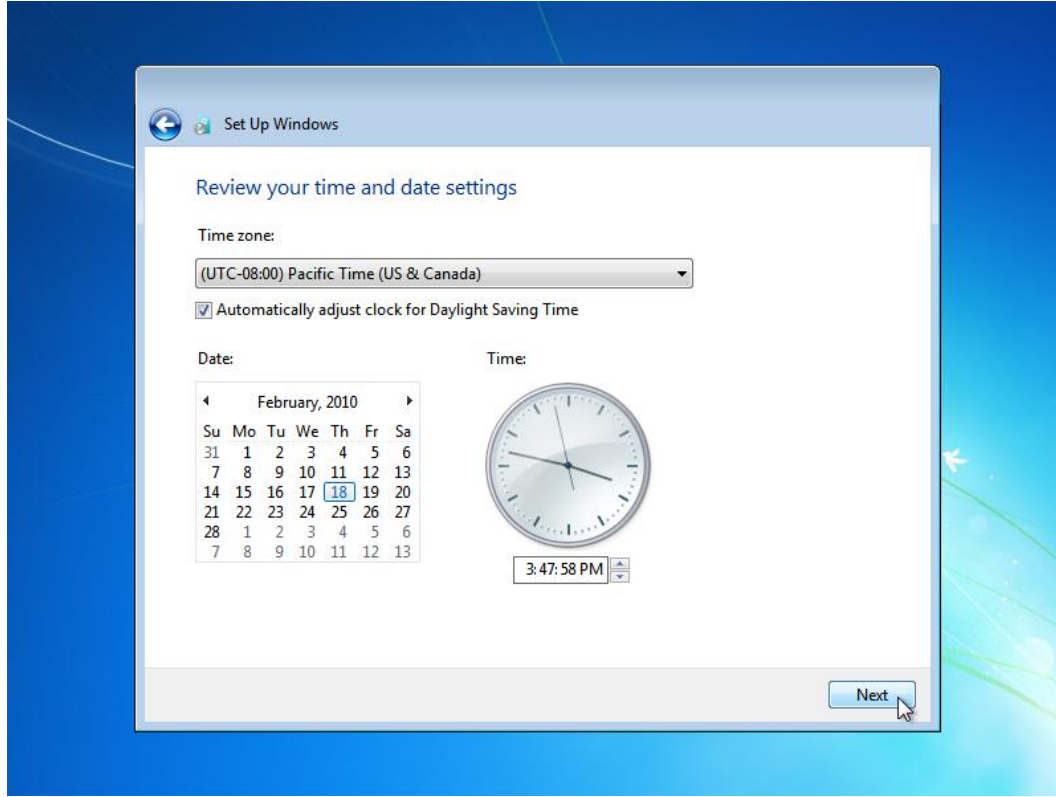 Set Up Windows
Review your time and date settings
Time zone:
(UTC-08:00) Pacific Time (US & Canada)
Automatically adjust clock for Daylight Saving Time
Date:
Time:
February, 2010
Su Mo Tu We Th Fr Sa
31 1 2 3 4 5 6
7 8 9 10 11 12 13
14 15 16 17 18 19 20
21 22 23 24 25 26 27
28 1 2 3 4 5 6
7 8 9 10 11 12 13
3:47:58 PM
Next